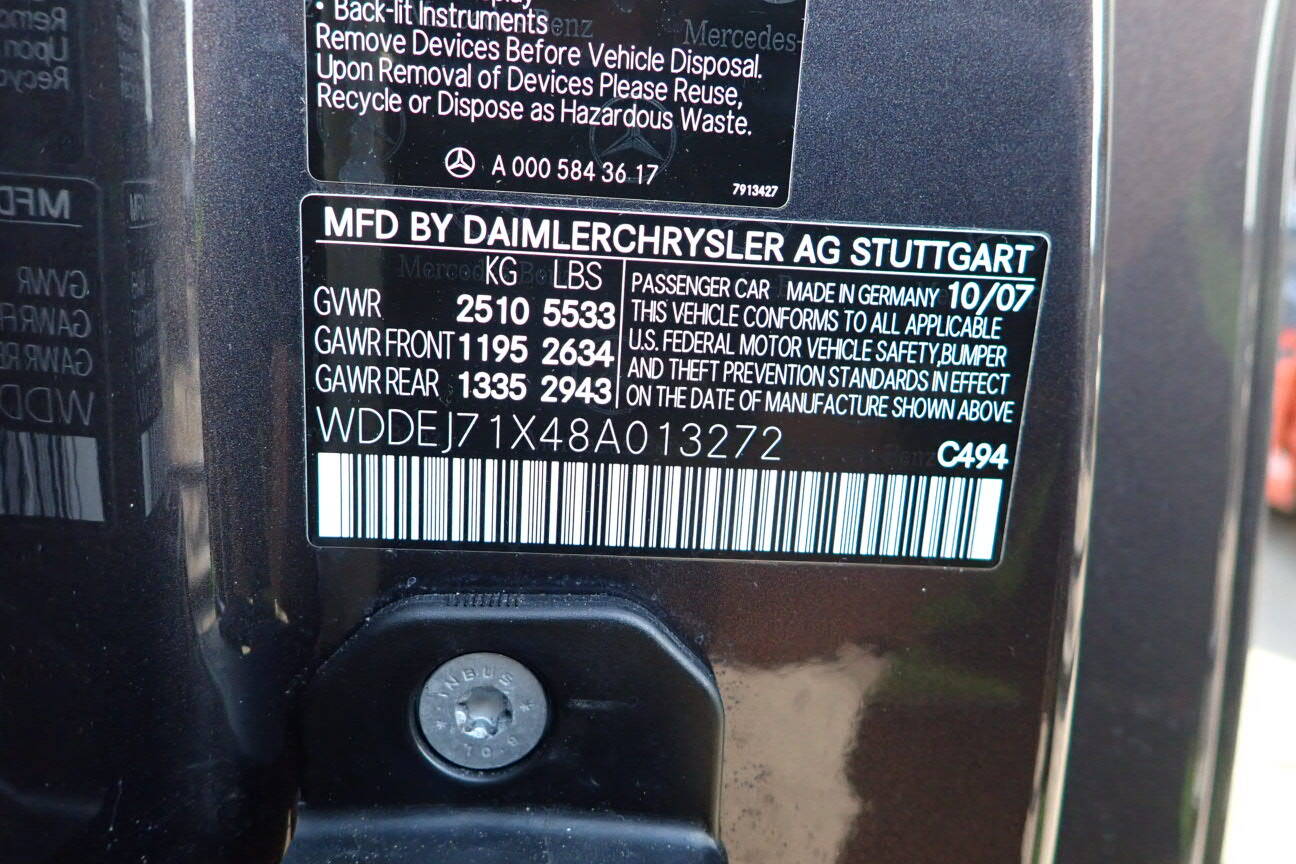 • Back-lit Instruments
Remove Devices Before Vehicle Disposal.
Upon Removal of Devices Please Reuse,
Recycle or Dispose as Hazardous Waste.
A 000 584 36 17
7913427
MFD BY DAIMLERCHRYSLER AG STUTTGART
KG LBS
GVWR 2510 5533
GAWR FRONT 1195 2634
GAWR REAR 1335 2943
PASSENGER CAR MADE IN GERMANY 10/07
THIS VEHICLE CONFORMS TO ALL APPLICABLE
U.S. FEDERAL MOTOR VEHICLE SAFETY, BUMPER
AND THEFT PREVENTION STANDARDS IN EFFECT
ON THE DATE OF MANUFACTURE SHOWN ABOVE
WDDEJ71X48A013272
C494
INBUS